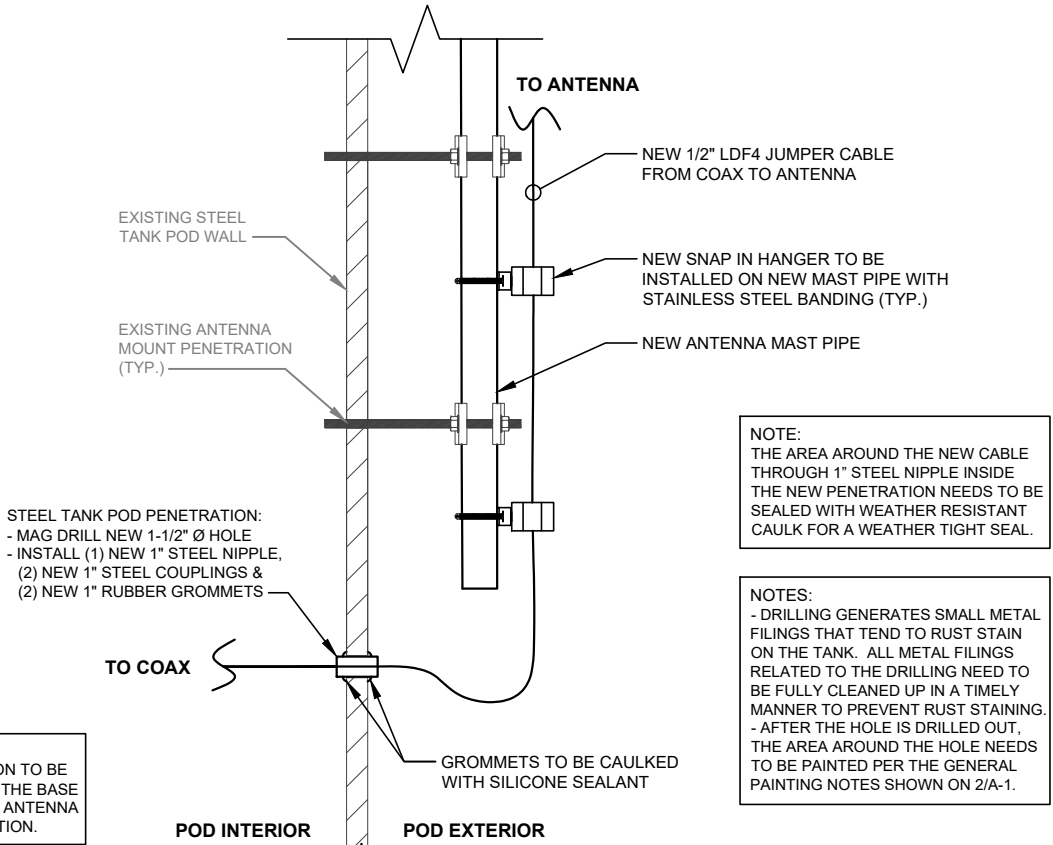 TO ANTENNA
NEW 1/2" LDF4 JUMPER CABLE
FROM COAX TO ANTENNA
EXISTING STEEL
TANK POD WALL
NEW SNAP IN HANGER TO BE
INSTALLED ON NEW MAST PIPE WITH
STAINLESS STEEL BANDING (TYP.)
EXISTING ANTENNA
MOUNT PENETRATION
(TYP.)
NEW ANTENNA MAST PIPE
NOTE:
THE AREA AROUND THE NEW CABLE
THROUGH 1" STEEL NIPPLE INSIDE
THE NEW PENETRATION NEEDS TO BE
SEALED WITH WEATHER RESISTANT
CAULK FOR A WEATHER TIGHT SEAL.
STEEL TANK POD PENETRATION:
- MAG DRILL NEW 1-1/2" Ø HOLE
- INSTALL (1) NEW 1" STEEL NIPPLE,
(2) NEW 1" STEEL COUPLINGS &
(2) NEW 1" RUBBER GROMMETS
NOTES:
- DRILLING GENERATES SMALL METAL
FILINGS THAT TEND TO RUST STAIN
ON THE TANK. ALL METAL FILINGS
RELATED TO THE DRILLING NEED TO
BE FULLY CLEANED UP IN A TIMELY
MANNER TO PREVENT RUST STAINING.
- AFTER THE HOLE IS DRILLED OUT,
THE AREA AROUND THE HOLE NEEDS
TO BE PAINTED PER THE GENERAL
PAINTING NOTES SHOWN ON 2/A-1.
TO COAX
GROMMETS TO BE CAULKED
WITH SILICONE SEALANT
ON TO BE
THE BASE
ANTENNA
TION.
POD INTERIOR
POD EXTERIOR